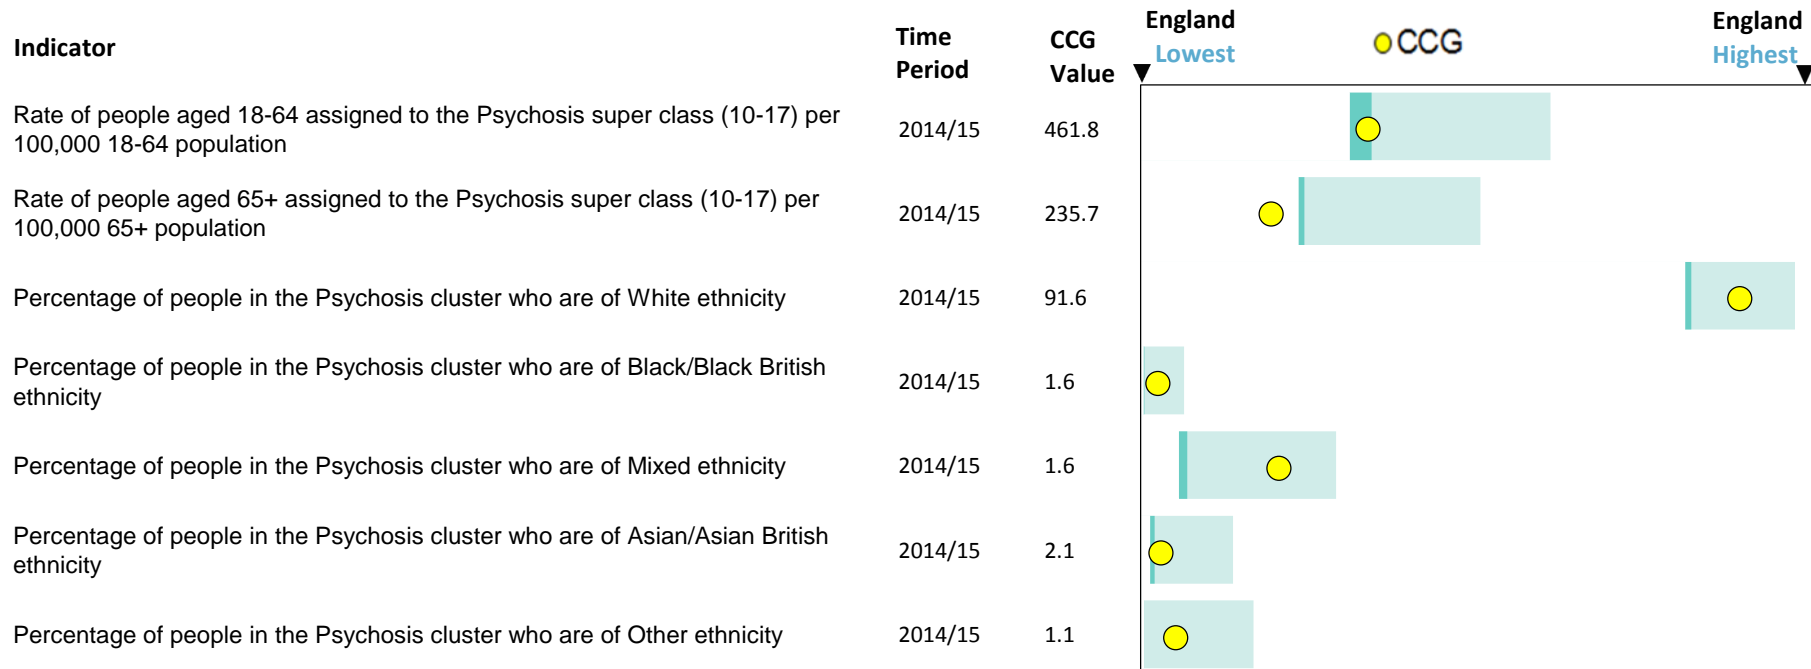 Indicator
Time
Period
CCG
Value
England
Lowest
CCG
England
Highest
Rate of people aged 18-64 assigned to the Psychosis super class (10-17) per
100,000 18-64 population
2014/15
461.8
Rate of people aged 65+ assigned to the Psychosis super class (10-17) per
100,000 65+ population
2014/15
235.7
Percentage of people in the Psychosis cluster who are of White ethnicity
2014/15
91.6
Percentage of people in the Psychosis cluster who are of Black/Black British
ethnicity
2014/15
1.6
Percentage of people in the Psychosis cluster who are of Mixed ethnicity
2014/15
1.6
Percentage of people in the Psychosis cluster who are of Asian/Asian British
ethnicity
2014/15
2.1
Percentage of people in the Psychosis cluster who are of Other ethnicity
2014/15
1.1